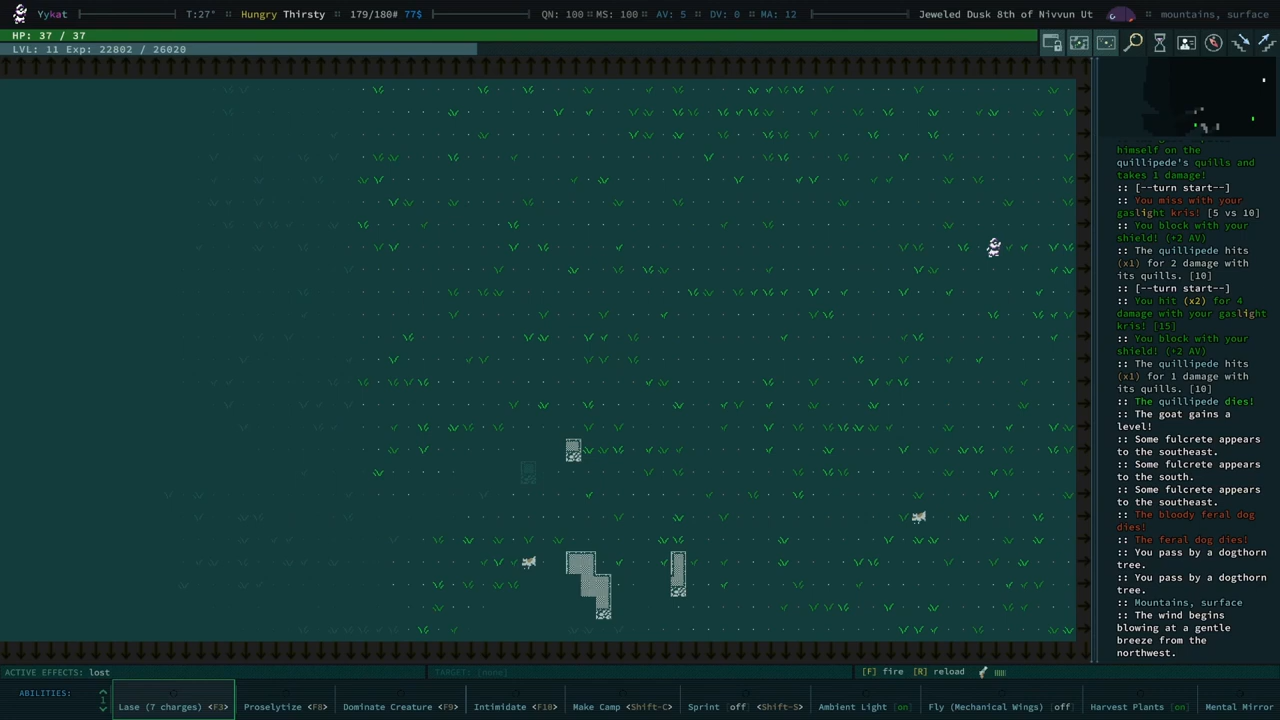 Yykat T:27° :: Hungry Thirsty :: 179/180# 77$ QN: 100 :: MS: 100 :: AV: 5 :: DV: 0 :: MA: 12 Jeweled Dusk 8th of Nivvun Ut :: mountains, surface
HP: 37 / 37
LVL: 11 Exp: 22802 / 26020
himself on the
quillipede's quills and
takes 1 damage!
:: [--turn start--]
:: You miss with your
gaslight kris! [5 vs 10]
:: You block with your
shield! (+2 AV)
:: The quillipede hits
(x1) for 2 damage with
its quills. [10]
:: [--turn start--]
:: You hit (x2) for 4
damage with your gaslight
kris! [15]
:: You block with your
shield! (+2 AV)
:: The quillipede hits
(x1) for 1 damage with
its quills. [10]
:: The quillipede dies!
:: The goat gains a
level!
:: Some fulcrete appears
to the southeast.
:: Some fulcrete appears
to the south.
:: Some fulcrete appears
to the southeast.
:: The bloody feral dog
dies!
:: The feral dog dies!
:: You pass by a dogthorn
tree.
:: You pass by a dogthorn
tree.
:: Mountains, surface
:: The wind begins
blowing at a gentle
breeze from the
northwest.
ACTIVE EFFECTS: lost TARGET: [none] [F] fire [R] reload
ABILITIES: 1 Lase (7 charges) <F3> Proselytize <F8> Dominate Creature <F9> Intimidate <F10> Make Camp <Shift-C> Sprint [off] <Shift-S> Ambient Light [on] Fly (Mechanical Wings) [off] Harvest Plants [on] Mental Mirror